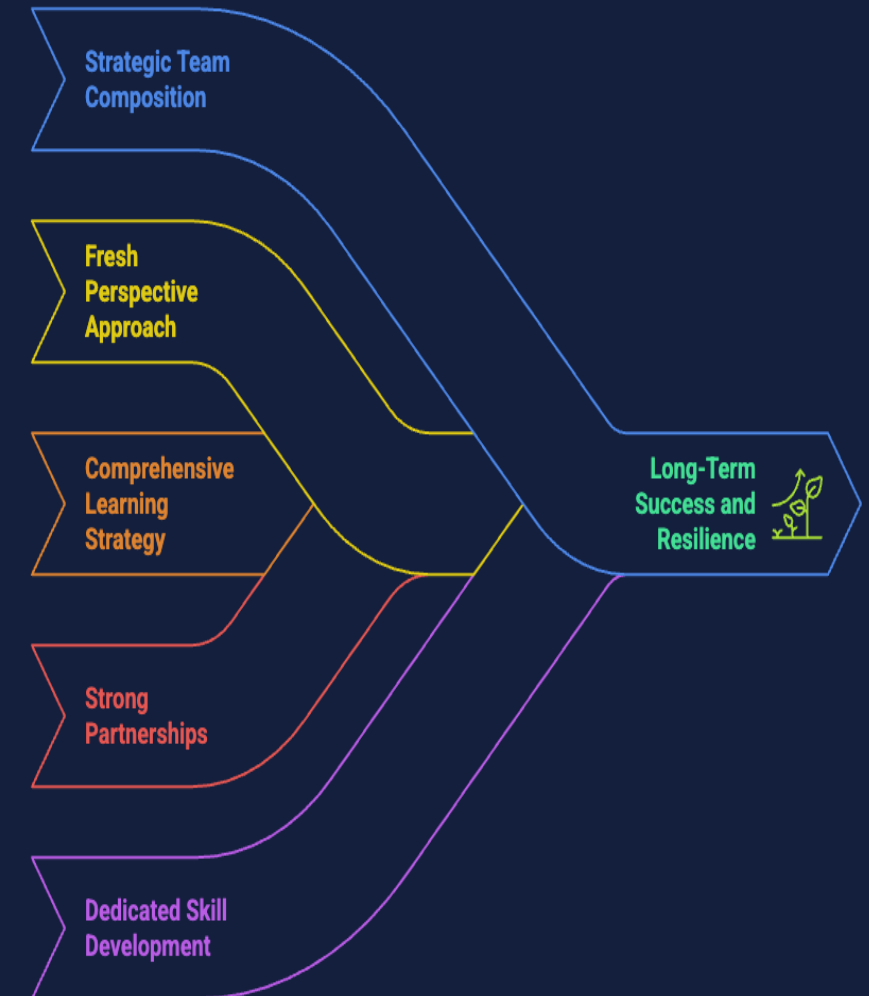 Strategic Team
Composition
Fresh
Perspective
Approach
Comprehensive
Learning
Strategy
Strong
Partnerships
Dedicated Skill
Development
Long-Term
Success and
Resilience